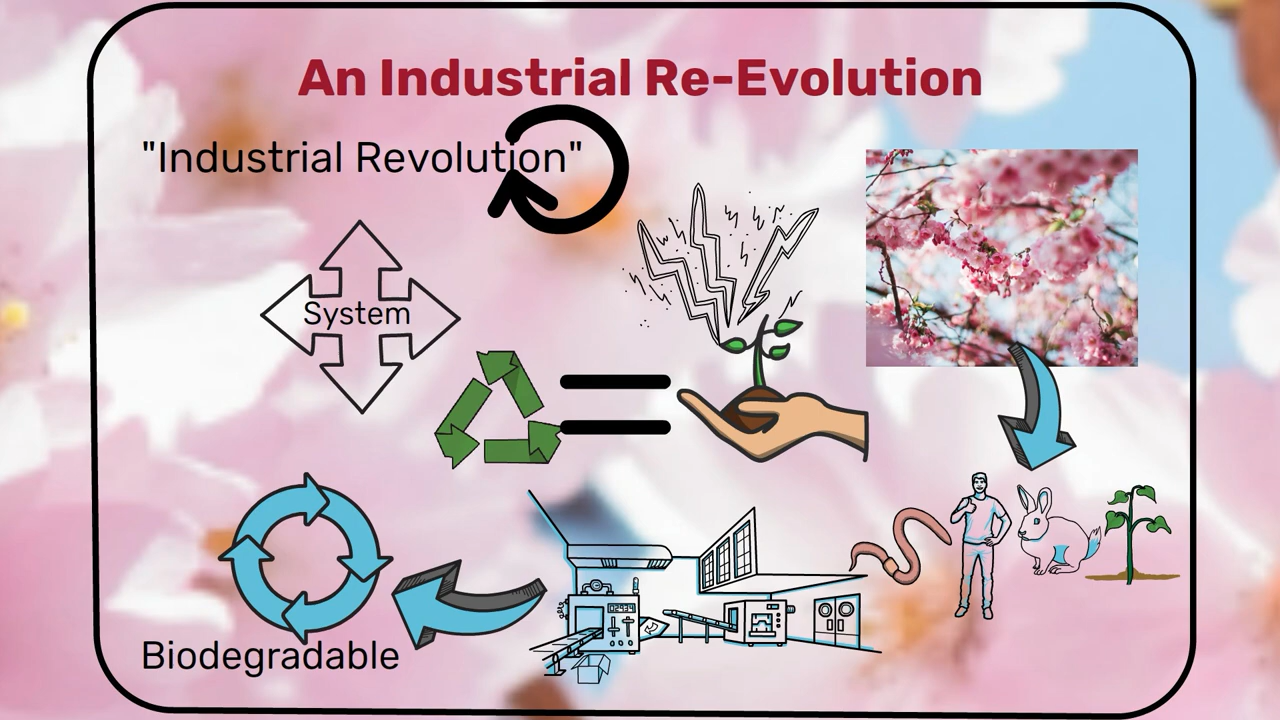 An Industrial Re-Evolution
"Industrial Revolution"
System
Biodegradable